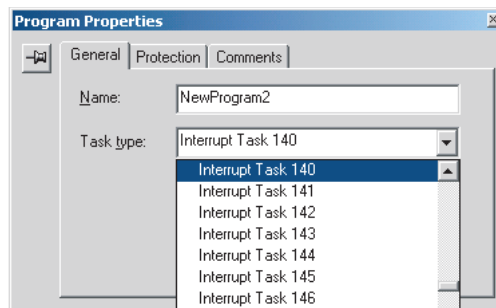 Program Properties
General Protection Comments
Name: NewProgram2
Task type: Interrupt Task 140
Interrupt Task 140
Interrupt Task 141
Interrupt Task 142
Interrupt Task 143
Interrupt Task 144
Interrupt Task 145
Interrupt Task 146